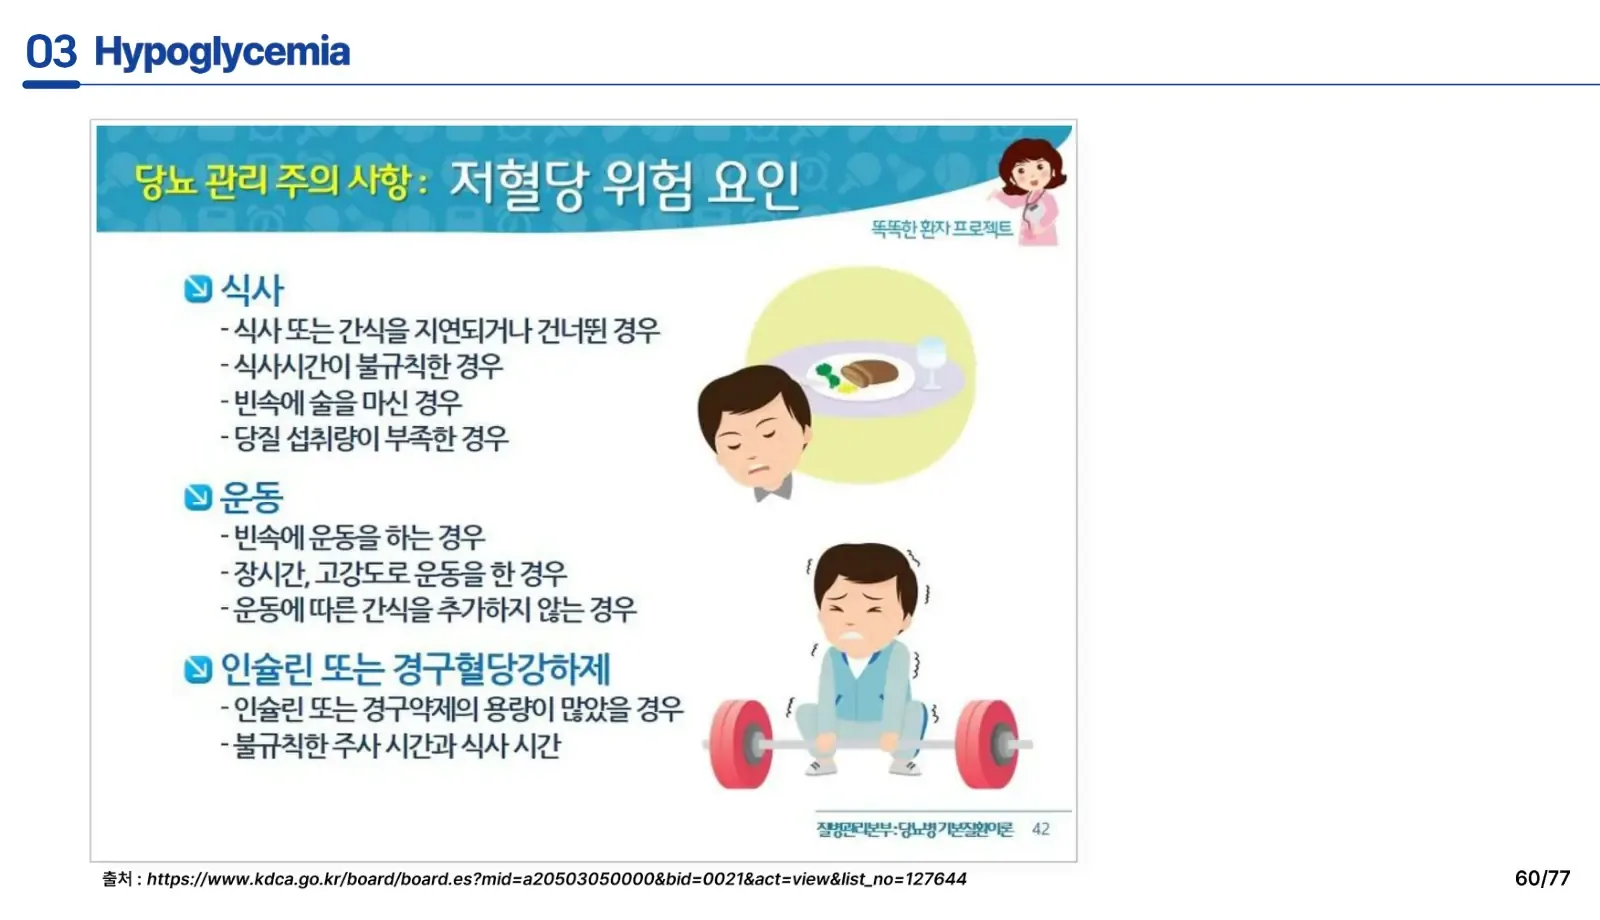 03 Hypoglycemia
당뇨 관리 주의 사항 : 저혈당 위험 요인
똑똑한 환자 프로젝트
식사
- 식사 또는 간식을 지연되거나 건너뛴 경우
- 식사시간이 불규칙한 경우
- 빈속에 술을 마신 경우
- 당질 섭취량이 부족한 경우
운동
- 빈속에 운동을 하는 경우
- 장시간, 고강도로 운동을 한 경우
- 운동에 따른 간식을 추가하지 않는 경우
인슐린 또는 경구혈당강하제
- 인슐린 또는 경구약제의 용량이 많았을 경우
- 불규칙한 주사 시간과 식사 시간
질병관리본부 : 당뇨병 기본질환이론 42
출처 : https://www.kdca.go.kr/board/board.es?mid=a20503050000&bid=0021&act=view&list_no=127644
60/77